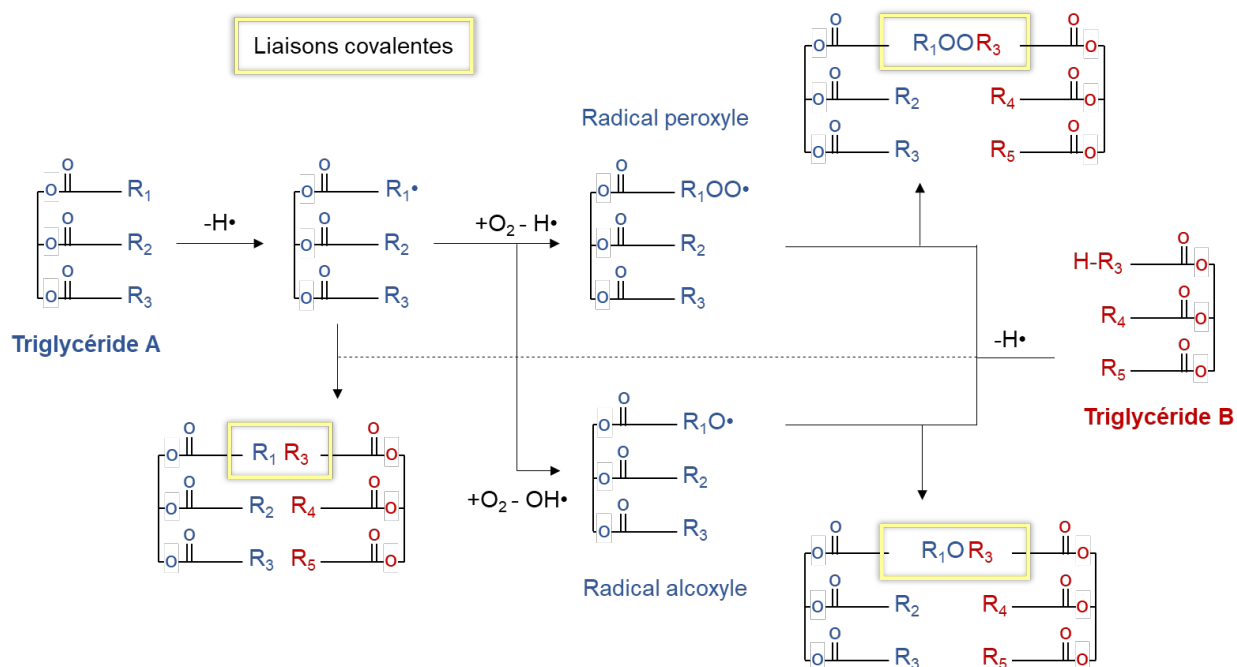 Liaisons covalentes
O O R₁OOR₃ O O
O O R₂ R₄ O O
O O R₃ R₅ O O
Radical peroxyle
O O R₁
O O R₂
O O R₃
Triglycéride A
-H•
O O R₁•
O O R₂
O O R₃
+O₂ - H•
O O R₁OO•
O O R₂
O O R₃
H-R₃ O O
R₄ O O
R₅ O O
Triglycéride B
-H•
O O R₁ R₃ O O
O O R₂ R₄ O O
O O R₃ R₅ O O
+O₂ - OH•
O O R₁O•
O O R₂
O O R₃
Radical alcoxyle
O O R₁OR₃ O O
O O R₂ R₄ O O
O O R₃ R₅ O O